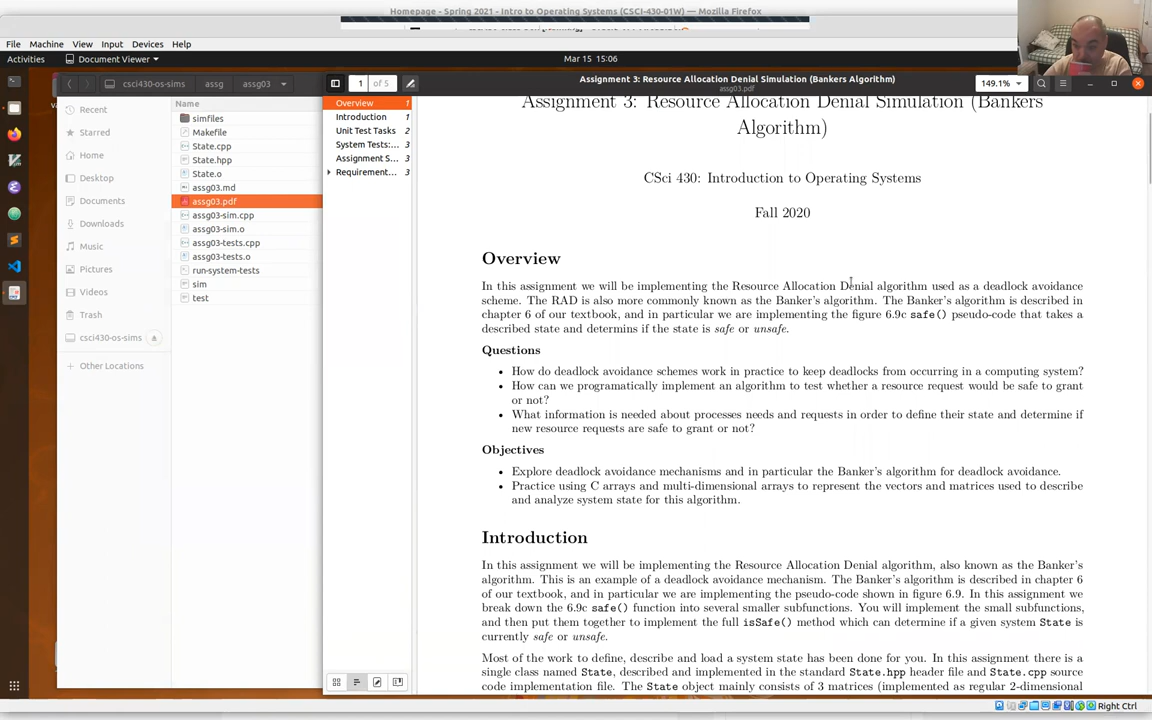 Homepage - Spring 2021 - Intro to Operating Systems (CSCI-430-01W) — Mozilla Firefox
File Machine View Input Devices Help
Activities Document Viewer Mar 15 15:06
csci430-os-sims assg assg03
1 of 5
Assignment 3: Resource Allocation Denial Simulation (Bankers Algorithm)
assg03.pdf
149.1%
Recent
Starred
Home
Desktop
Documents
Downloads
Music
Pictures
Videos
Trash
csci430-os-sims
Other Locations
Name
simfiles
Makefile
State.cpp
State.hpp
State.o
assg03.md
assg03.pdf
assg03-sim.cpp
assg03-sim.o
assg03-tests.cpp
assg03-tests.o
run-system-tests
sim
test
Overview 1
Introduction 1
Unit Test Tasks 2
System Tests:... 3
Assignment S... 3
Requirement... 3
Assignment 3: Resource Allocation Denial Simulation (Bankers
Algorithm)
CSci 430: Introduction to Operating Systems
Fall 2020
Overview
In this assignment we will be implementing the Resource Allocation Denial algorithm used as a deadlock avoidance
scheme. The RAD is also more commonly known as the Banker's algorithm. The Banker's algorithm is described in
chapter 6 of our textbook, and in particular we are implementing the figure 6.9c safe() pseudo-code that takes a
described state and determins if the state is safe or unsafe.
Questions
• How do deadlock avoidance schemes work in practice to keep deadlocks from occurring in a computing system?
• How can we programatically implement an algorithm to test whether a resource request would be safe to grant
or not?
• What information is needed about processes needs and requests in order to define their state and determine if
new resource requests are safe to grant or not?
Objectives
• Explore deadlock avoidance mechanisms and in particular the Banker's algorithm for deadlock avoidance.
• Practice using C arrays and multi-dimensional arrays to represent the vectors and matrices used to describe
and analyze system state for this algorithm.
Introduction
In this assignment we will be implementing the Resource Allocation Denial algorithm, also known as the Banker's
algorithm. This is an example of a deadlock avoidance mechanism. The Banker's algorithm is described in chapter 6
of our textbook, and in particular we are implementing the pseudo-code shown in figure 6.9. In this assignment we
break down the 6.9c safe() function into several smaller subfunctions. You will implement the small subfunctions,
and then put them together to implement the full isSafe() method which can determine if a given system State is
currently safe or unsafe.
Most of the work to define, describe and load a system state has been done for you. In this assignment there is a
single class named State, described and implemented in the standard State.hpp header file and State.cpp source
code implementation file. The State object mainly consists of 3 matrices (implemented as regular 2-dimensional
Right Ctrl